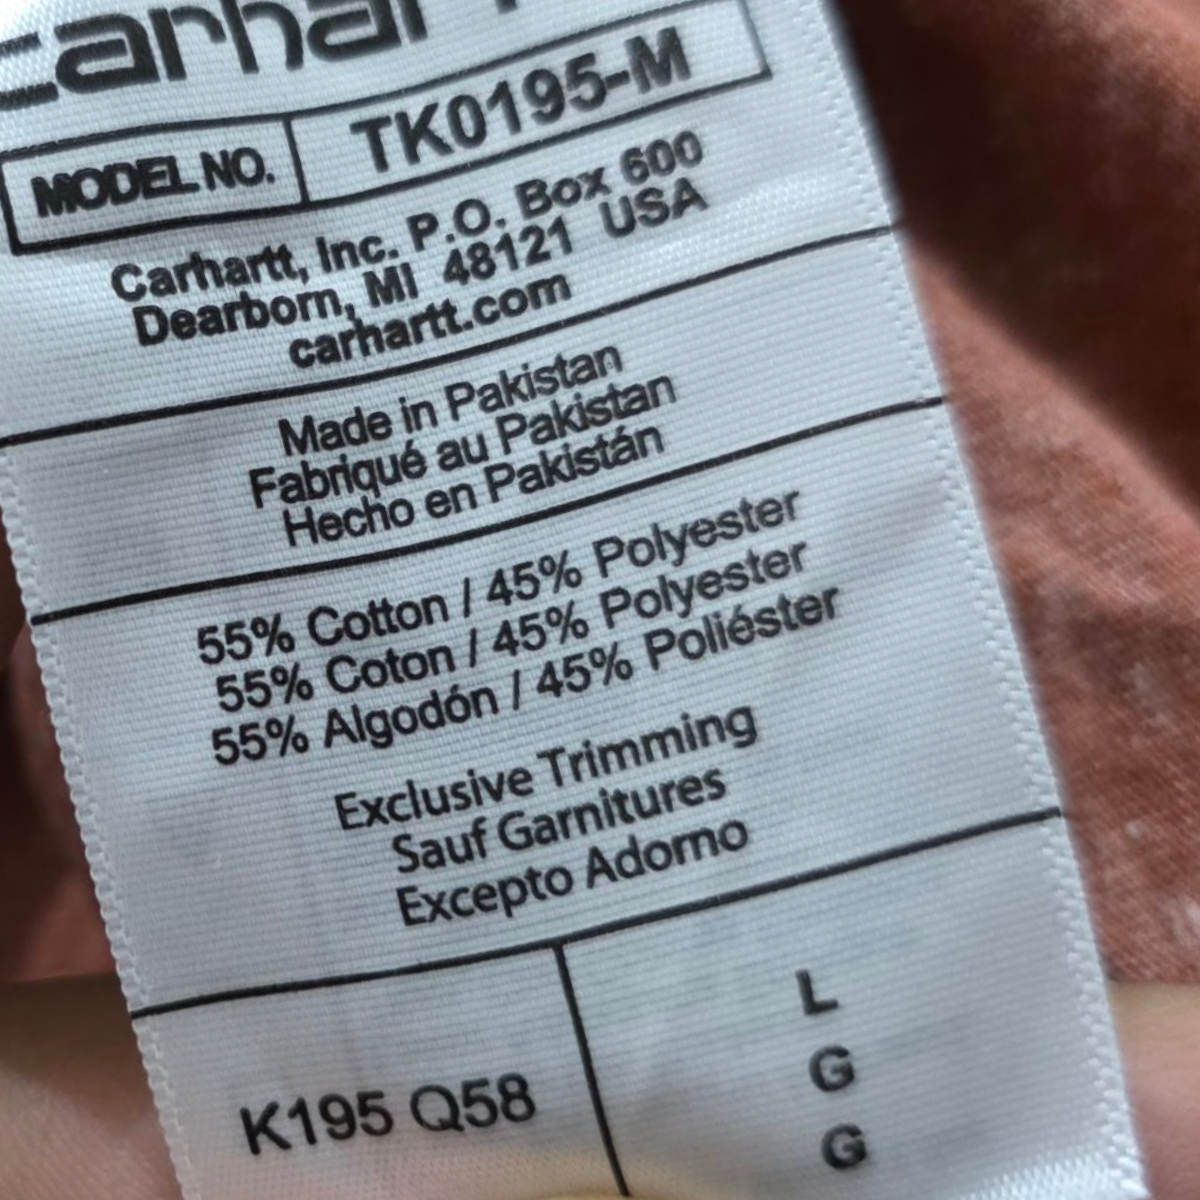 carhar
MODEL NO. TK0195-M
Carhartt, Inc. P.O. Box 600
Dearborn, MI 48121 USA
carhartt.com
Made in Pakistan
Fabriqué au Pakistan
Hecho en Pakistán
55% Cotton / 45% Polyester
55% Coton / 45% Polyester
55% Algodón / 45% Poliéster
Exclusive Trimming
Sauf Garnitures
Excepto Adorno
K195 Q58
L
G
G